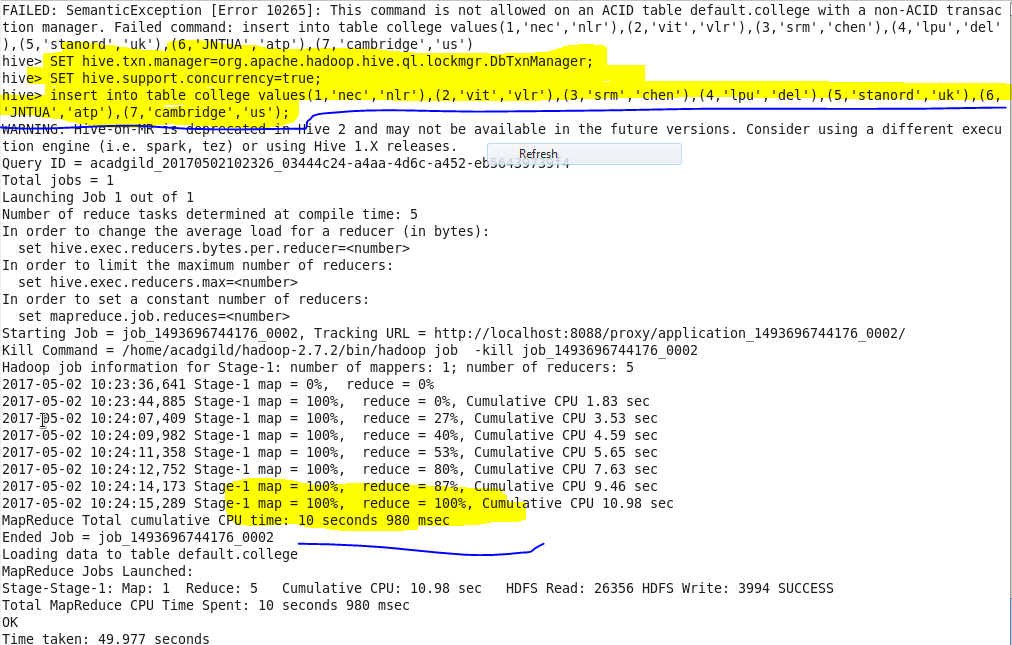 FAILED: SemanticException [Error 10265]: This command is not allowed on an ACID table default.college with a non-ACID transac
tion manager. Failed command: insert into table college values(1,'nec','nlr'),(2,'vit','vlr'),(3,'srm','chen'),(4,'lpu','del'
),(5,'stanord','uk'),(6,'JNTUA','atp'),(7,'cambridge','us')
hive> SET hive.txn.manager=org.apache.hadoop.hive.ql.lockmgr.DbTxnManager;
hive> SET hive.support.concurrency=true;
hive> insert into table college values(1,'nec','nlr'),(2,'vit','vlr'),(3,'srm','chen'),(4,'lpu','del'),(5,'stanord','uk'),(6,
'JNTUA','atp'),(7,'cambridge','us');
WARNING: Hive-on-MR is deprecated in Hive 2 and may not be available in the future versions. Consider using a different execu
tion engine (i.e. spark, tez) or using Hive 1.X releases.
Refresh
Query ID = acadgild_20170502102326_03444c24-a4aa-4d6c-a452-
Total jobs = 1
Launching Job 1 out of 1
Number of reduce tasks determined at compile time: 5
In order to change the average load for a reducer (in bytes):
  set hive.exec.reducers.bytes.per.reducer=<number>
In order to limit the maximum number of reducers:
  set hive.exec.reducers.max=<number>
In order to set a constant number of reducers:
  set mapreduce.job.reduces=<number>
Starting Job = job_1493696744176_0002, Tracking URL = http://localhost:8088/proxy/application_1493696744176_0002/
Kill Command = /home/acadgild/hadoop-2.7.2/bin/hadoop job  -kill job_1493696744176_0002
Hadoop job information for Stage-1: number of mappers: 1; number of reducers: 5
2017-05-02 10:23:36,641 Stage-1 map = 0%,  reduce = 0%
2017-05-02 10:23:44,885 Stage-1 map = 100%,  reduce = 0%, Cumulative CPU 1.83 sec
2017-05-02 10:24:07,409 Stage-1 map = 100%,  reduce = 27%, Cumulative CPU 3.53 sec
2017-05-02 10:24:09,982 Stage-1 map = 100%,  reduce = 40%, Cumulative CPU 4.59 sec
2017-05-02 10:24:11,358 Stage-1 map = 100%,  reduce = 53%, Cumulative CPU 5.65 sec
2017-05-02 10:24:12,752 Stage-1 map = 100%,  reduce = 80%, Cumulative CPU 7.63 sec
2017-05-02 10:24:14,173 Stage-1 map = 100%,  reduce = 87%, Cumulative CPU 9.46 sec
2017-05-02 10:24:15,289 Stage-1 map = 100%,  reduce = 100%, Cumulative CPU 10.98 sec
MapReduce Total cumulative CPU time: 10 seconds 980 msec
Ended Job = job_1493696744176_0002
Loading data to table default.college
MapReduce Jobs Launched:
Stage-Stage-1: Map: 1  Reduce: 5   Cumulative CPU: 10.98 sec   HDFS Read: 26356 HDFS Write: 3994 SUCCESS
Total MapReduce CPU Time Spent: 10 seconds 980 msec
OK
Time taken: 49.977 seconds